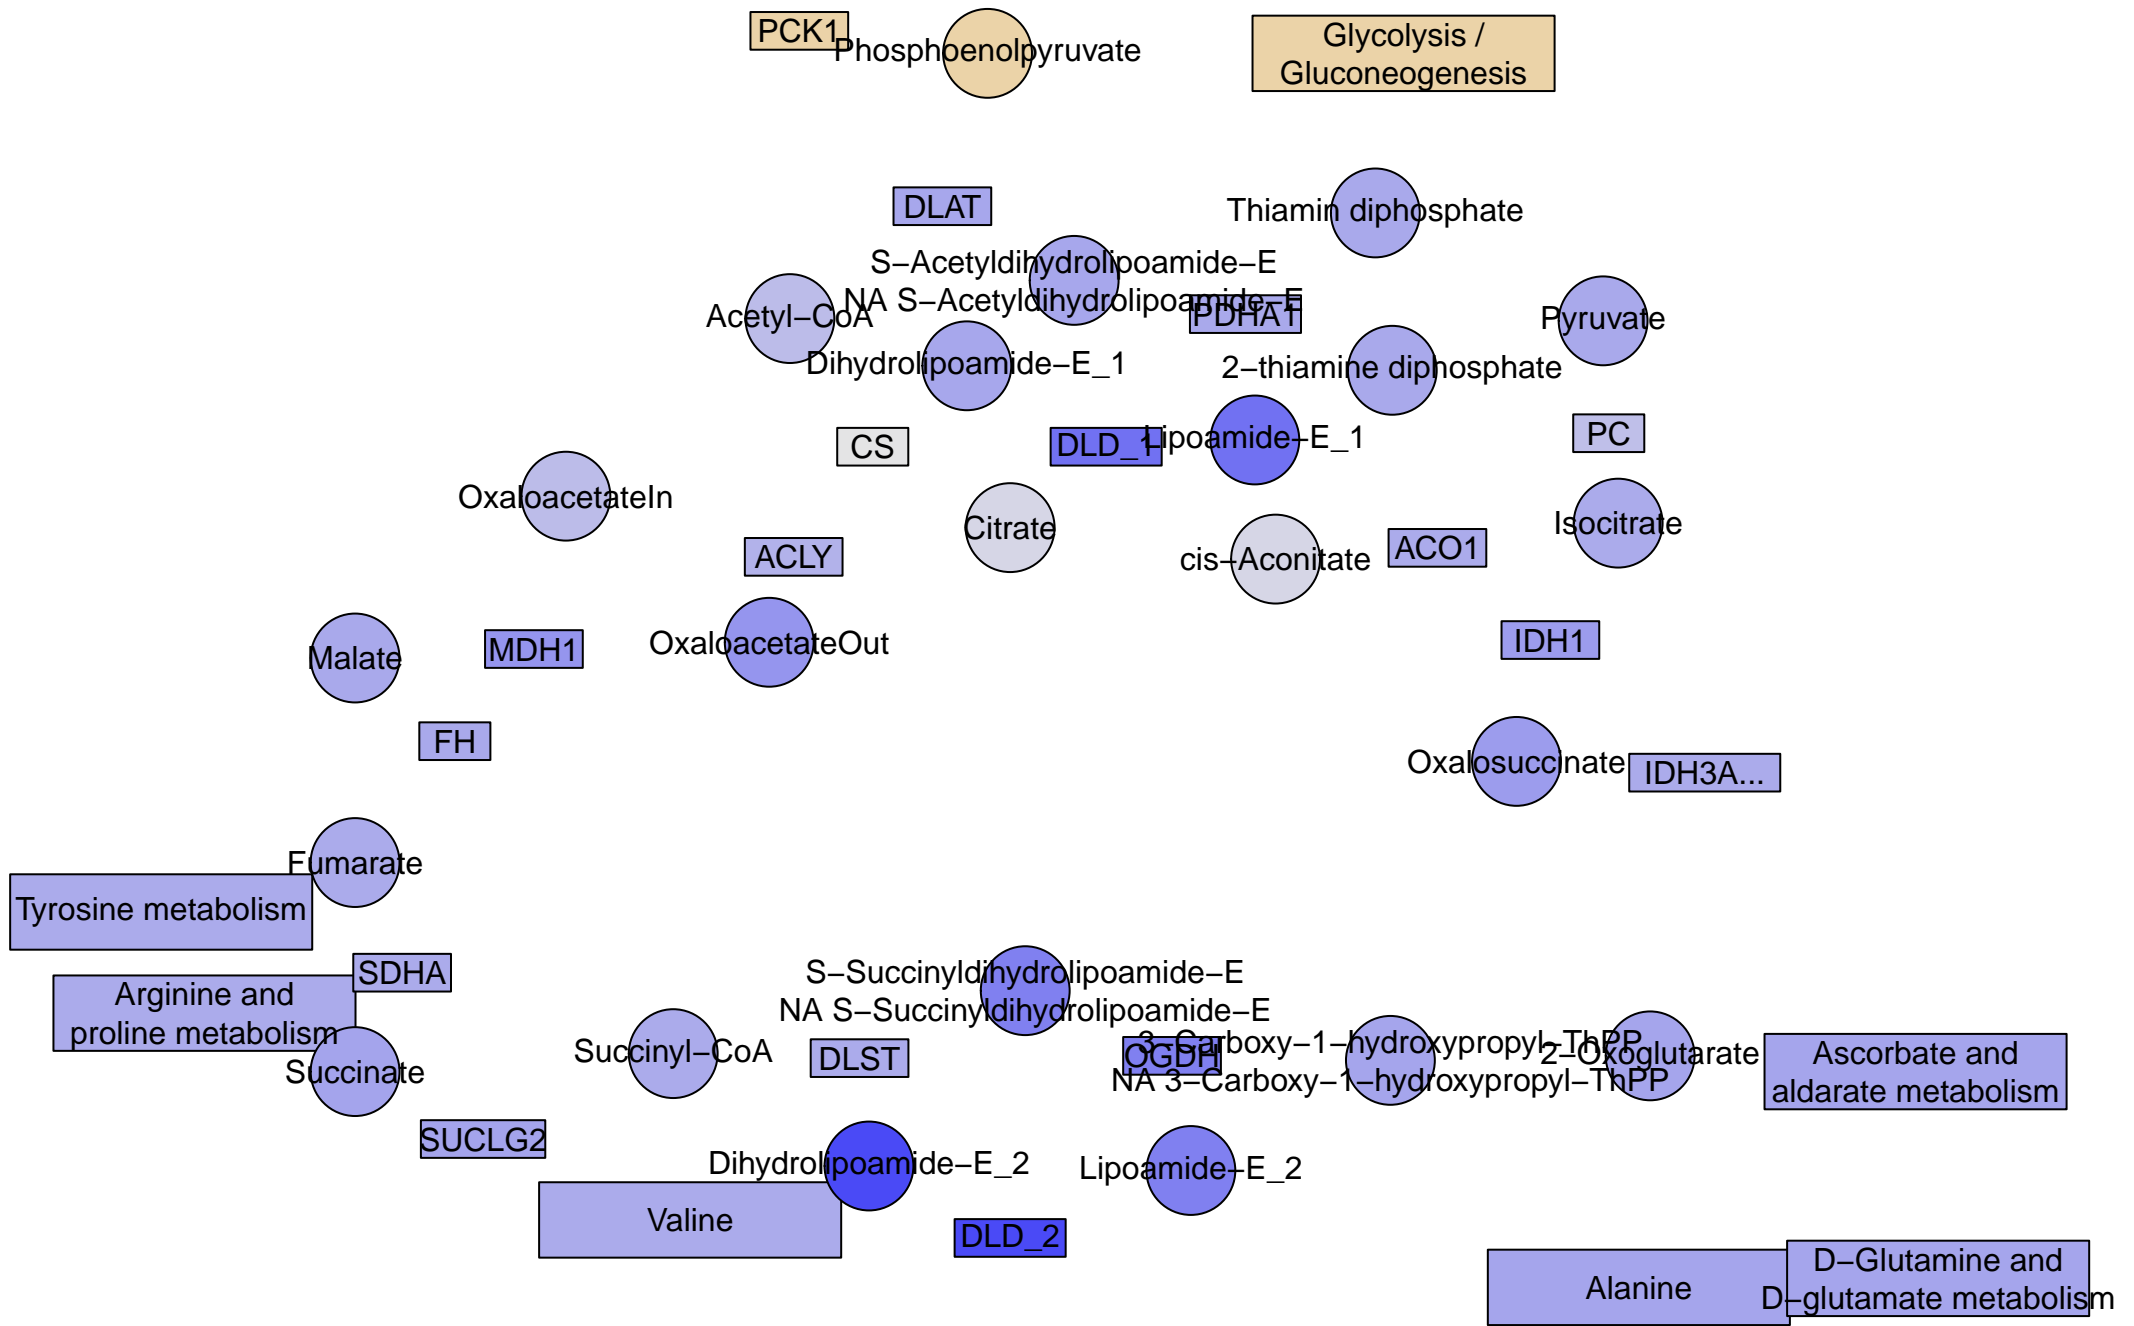 PCK1
Phosphoenolpyruvate
Glycolysis /
Gluconeogenesis
DLAT
Thiamin diphosphate
S−Acetyldihydrolipoamide−E
NA S−Acetyldihydrolipoamide−E
Acetyl−CoA
PDHA1
Pyruvate
Dihydrolipoamide−E_1
2−thiamine diphosphate
CS
DLD_1
Lipoamide−E_1
PC
OxaloacetateIn
Citrate
Isocitrate
ACLY
cis−Aconitate
ACO1
Malate
MDH1
OxaloacetateOut
IDH1
FH
Oxalosuccinate
IDH3A...
Fumarate
Tyrosine metabolism
SDHA
Arginine and
proline metabolism
S−Succinyldihydrolipoamide−E
NA S−Succinyldihydrolipoamide−E
Succinate
Succinyl−CoA
DLST
OGDH
3−Carboxy−1−hydroxypropyl−ThPP
NA 3−Carboxy−1−hydroxypropyl−ThPP
2−Oxoglutarate
Ascorbate and
aldarate metabolism
SUCLG2
Dihydrolipoamide−E_2
Lipoamide−E_2
Valine
DLD_2
Alanine
D−Glutamine and
D−glutamate metabolism